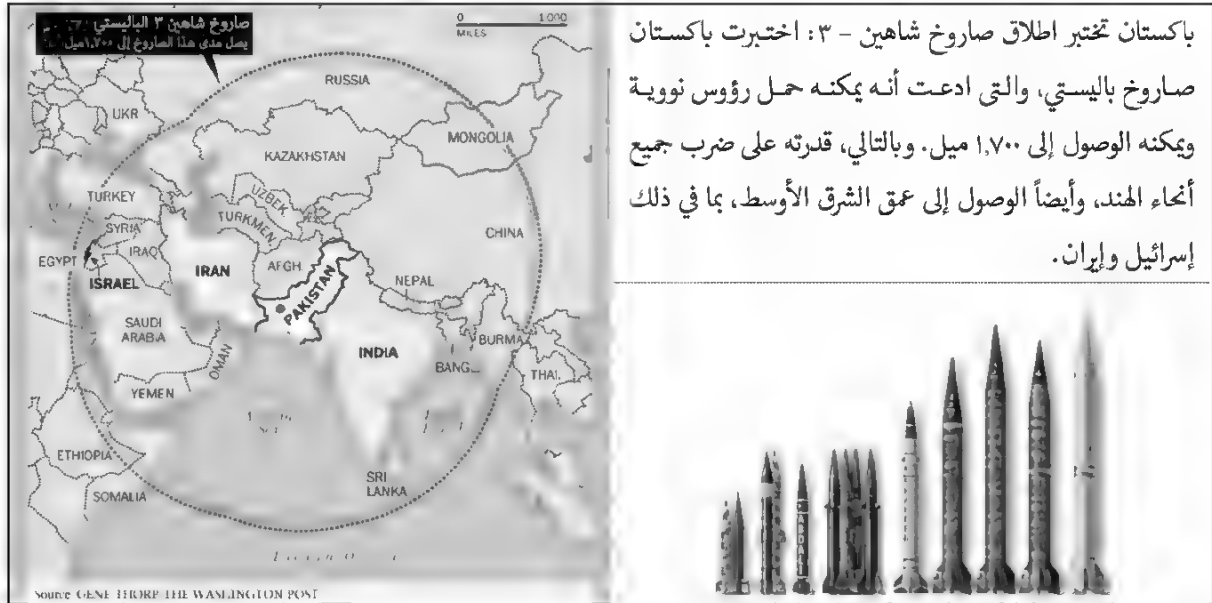 باكستان تختبر اطلاق صاروخ شاهين - ٣: اختبرت باكستان
صاروخ باليستي، والتي ادعت أنه يمكنه حمل رؤوس نووية
ويمكنه الوصول إلى ١,٧٠٠ ميل. وبالتالي، قدرته على ضرب جميع
أنحاء الهند، وأيضاً الوصول إلى عمق الشرق الأوسط، بما في ذلك
إسرائيل وإيران.
صاروخ شاهين ٣ الباليستي
يصل مدى هذا الصاروخ إلى ١,٧٠٠ ميل
0 1,000
MILES
RUSSIA
UKR
MONGOLIA
KAZAKHSTAN
TURKEY
UZBEK.
TURKMEN.
SYRIA
CHINA
EGYPT
IRAQ
IRAN
AFGH.
ISRAEL
PAKISTAN
NEPAL
SAUDI
ARABIA
OMAN
INDIA
BURMA
BANG.
THAI.
YEMEN
ETHIOPIA
SRI
LANKA
SOMALIA
ABDALI
Source GENE THORP THE WASHINGTON POST